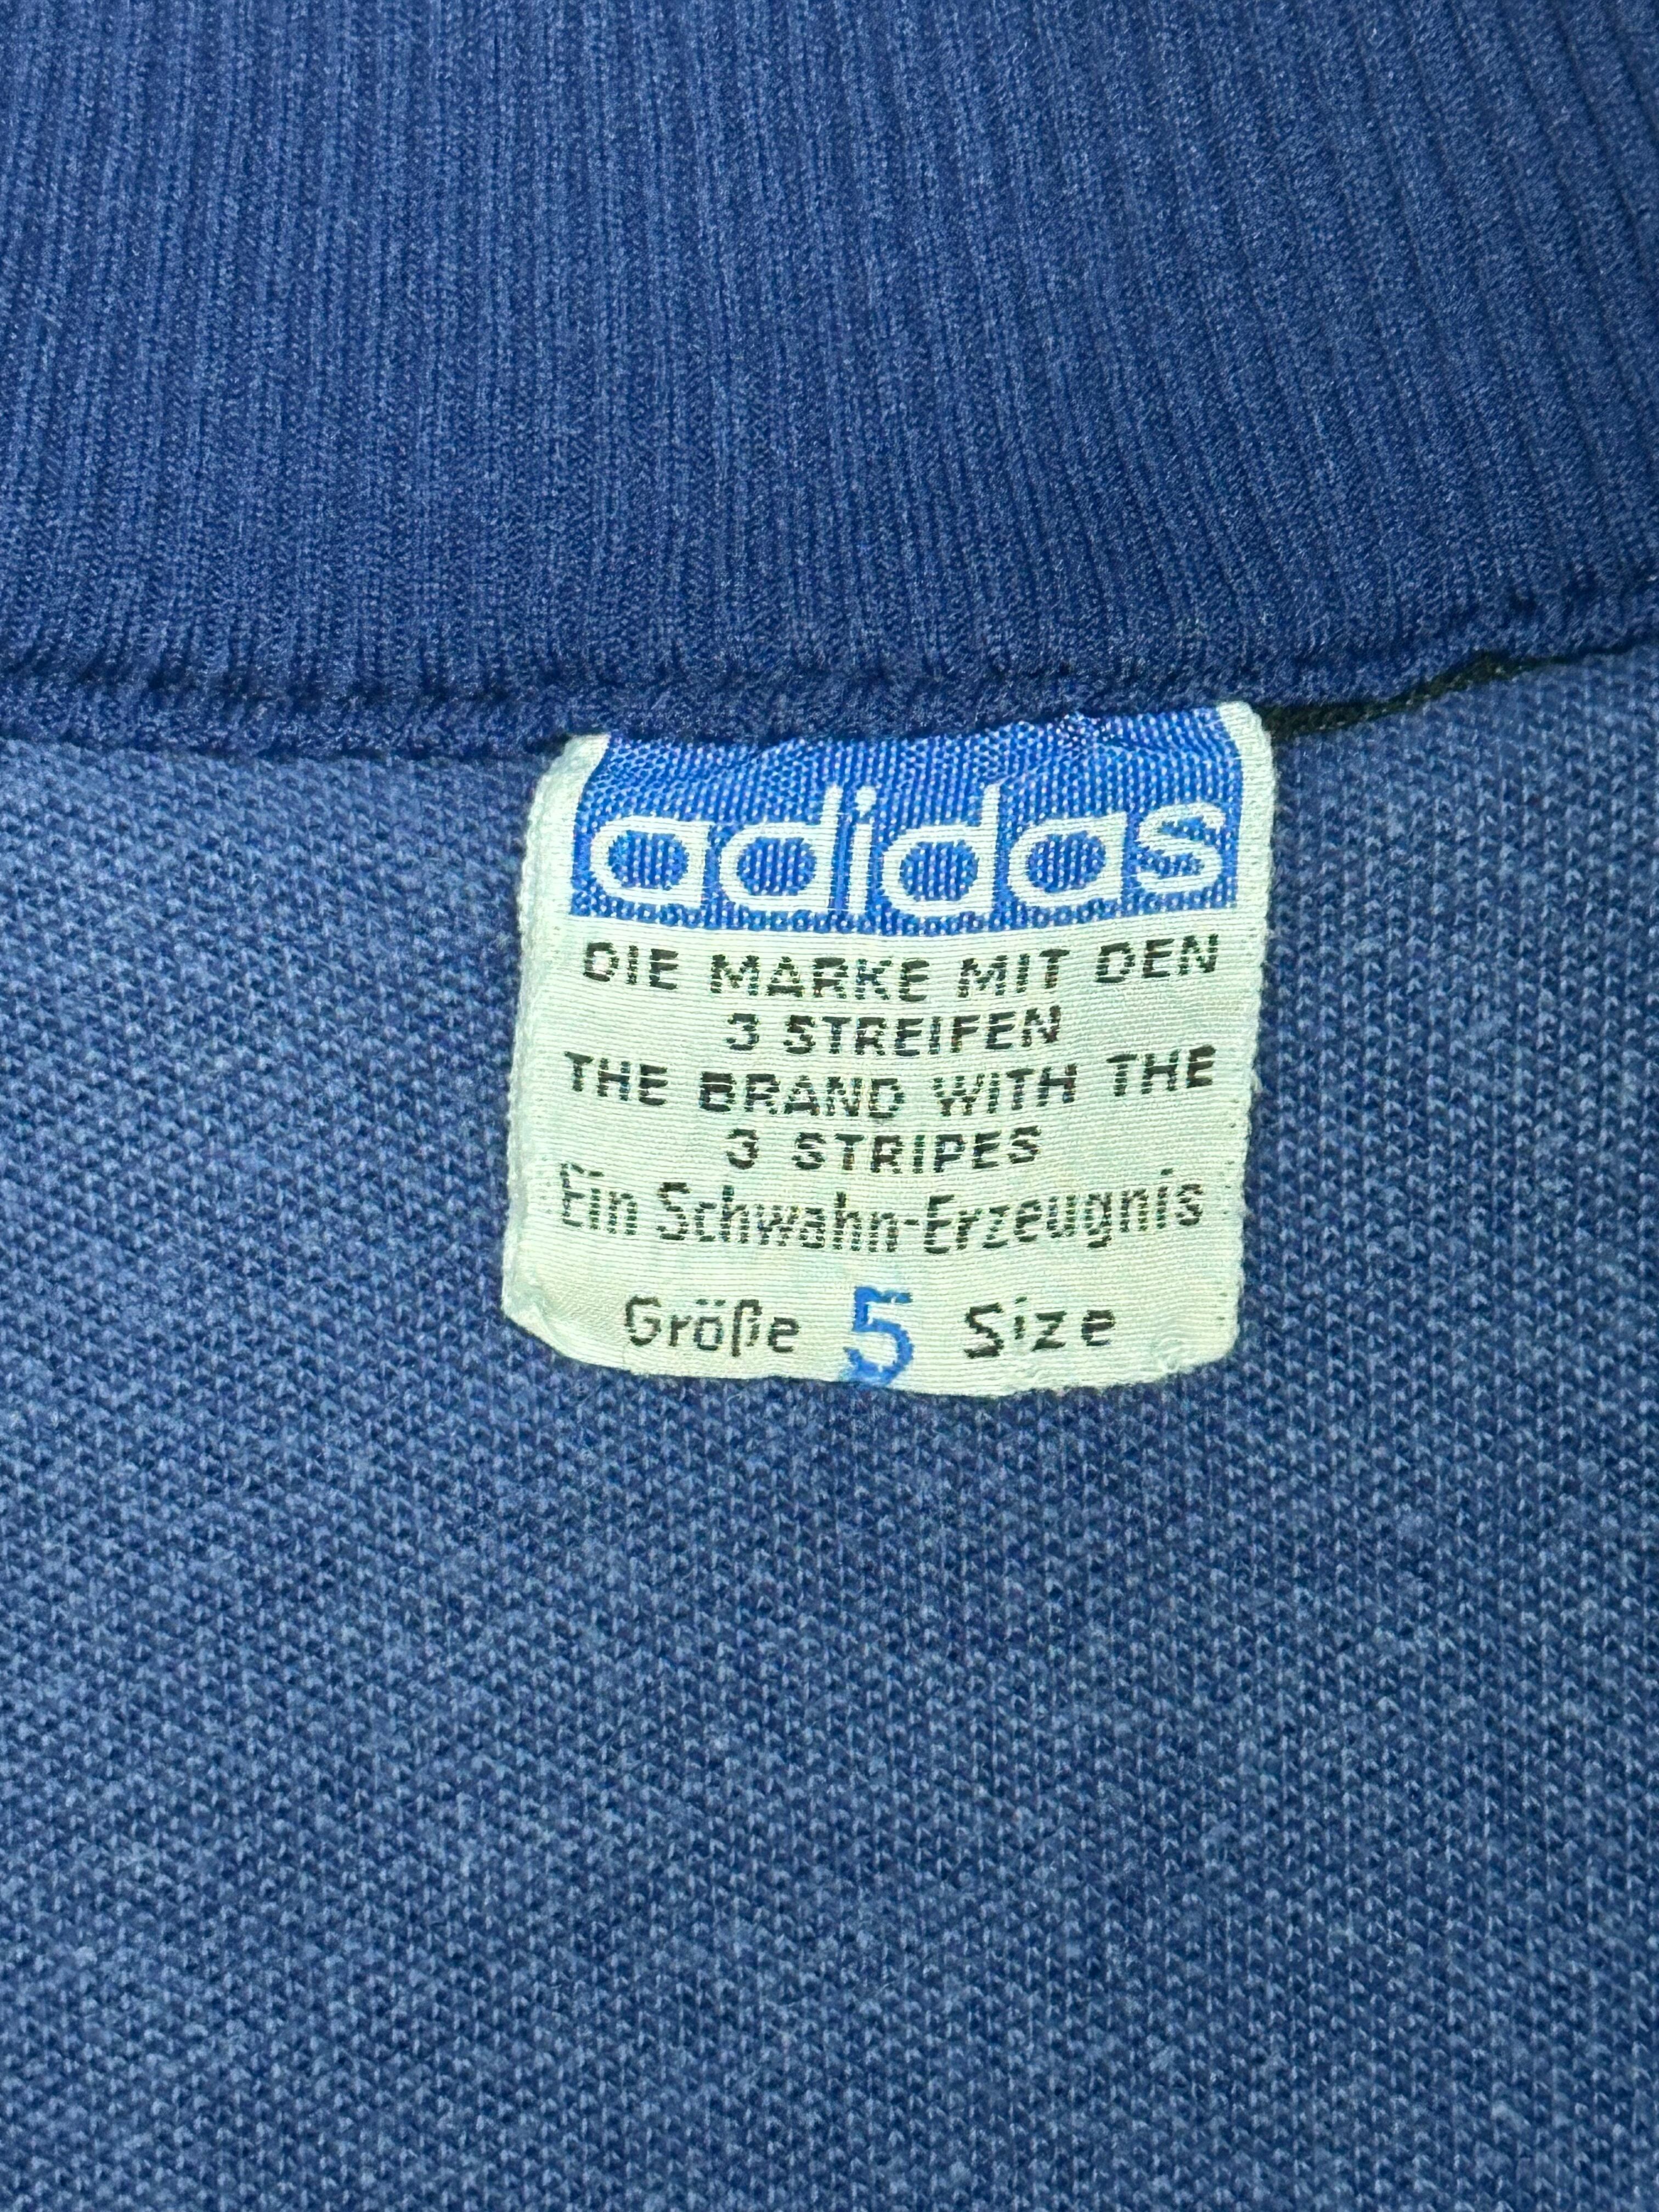 adidas
DIE MARKE MIT DEN
3 STREIFEN
THE BRAND WITH THE
3 STRIPES
Ein Schwahn-Erzeugnis
Größe 5 Size